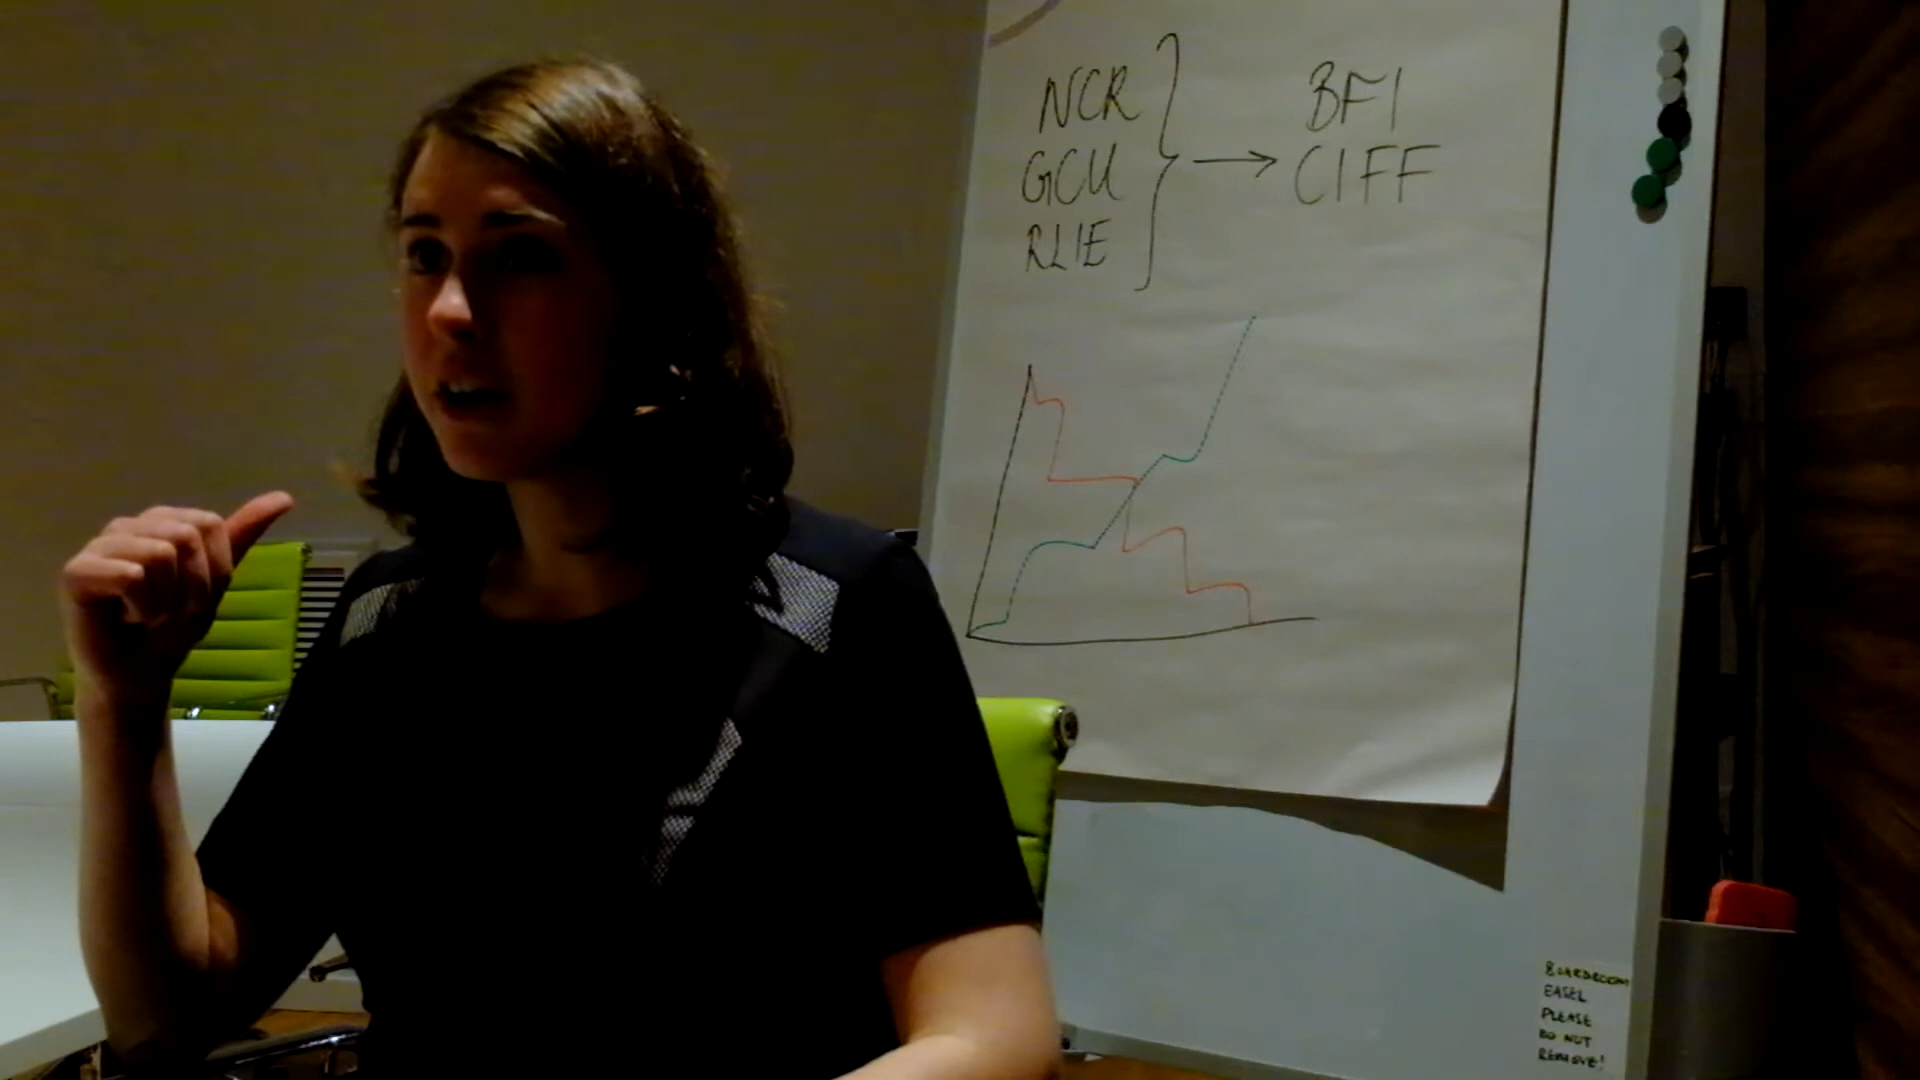 NCR
GCU
RLIE
BFI
CIFF
BOARDROOM
EASEL
PLEASE
DO NOT
REMOVE!